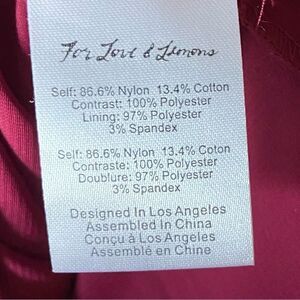 For Love & Lemons
Self: 86.6% Nylon 13.4% Cotton
Contrast: 100% Polyester
Lining: 97% Polyester
3% Spandex
Self: 86.6% Nylon 13.4% Cotton
Contraste: 100% Polyester
Doublure: 97% Polyester
3% Spandex
Designed In Los Angeles
Assembled In China
Conçu à Los Angeles
Assemblé en Chine